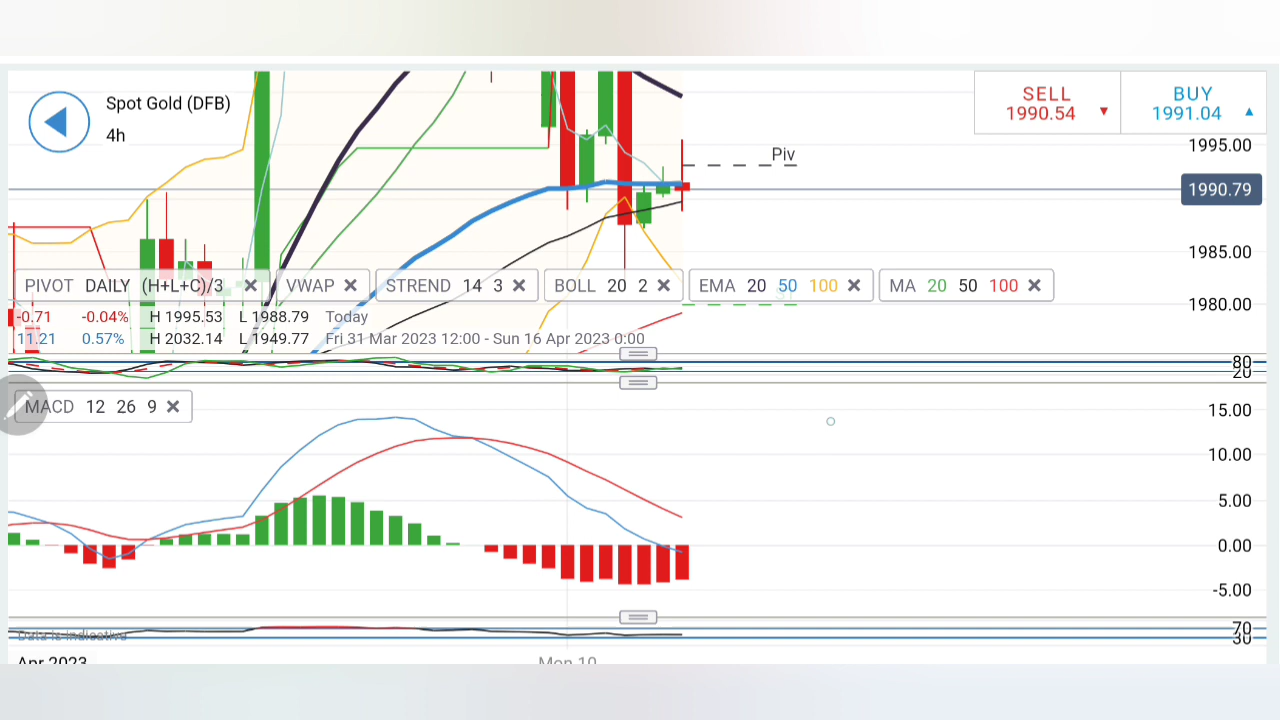 Spot Gold (DFB)
4h
SELL
1990.54
BUY
1991.04
Piv
1995.00
1990.79
1985.00
1980.00
PIVOT DAILY (H+L+C)/3
VWAP
STREND 14 3
BOLL 20 2
EMA 20 50 100
MA 20 50 100
-0.71 -0.04% H 1995.53 L 1988.79 Today
11.21 0.57% H 2032.14 L 1949.77 Fri 31 Mar 2023 12:00 - Sun 16 Apr 2023 0:00
80
20
MACD 12 26 9
15.00
10.00
5.00
0.00
-5.00
Data is indicative
70
30
Apr 2023
Mon 10